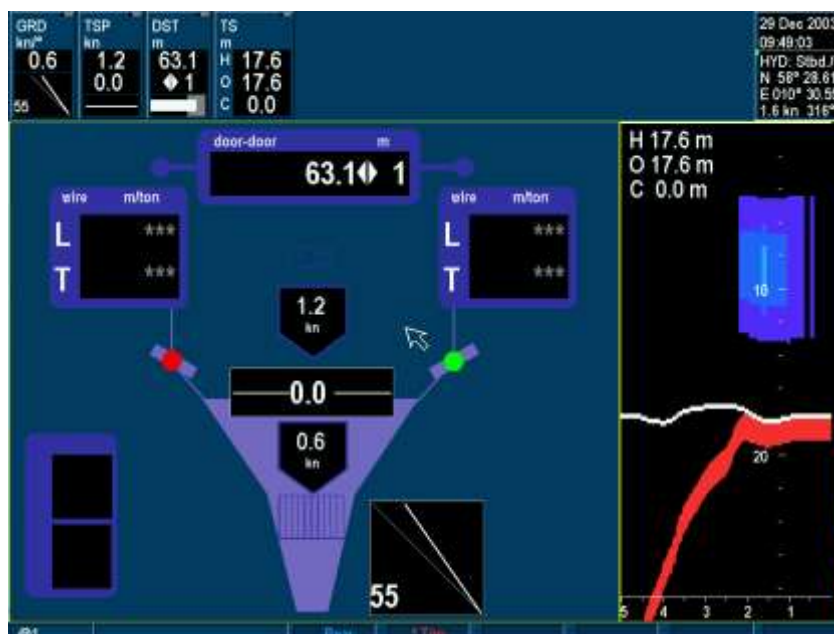 GRD
kn/m
0.6
55
TSP
kn
1.2
0.0
DST
m
63.1
1
TS
m
H 17.6
O 17.6
C 0.0
29 Dec 2003
09:49:03
HYD: Stbd./
N 58° 28.61
E 010° 30.55
1.6 kn 316°
door-door m
63.1 1
wire m/ton
L ***
T ***
wire m/ton
L ***
T ***
1.2
kn
0.0
0.6
kn
55
H 17.6 m
O 17.6 m
C 0.0 m
10
20
5 4 3 2 1